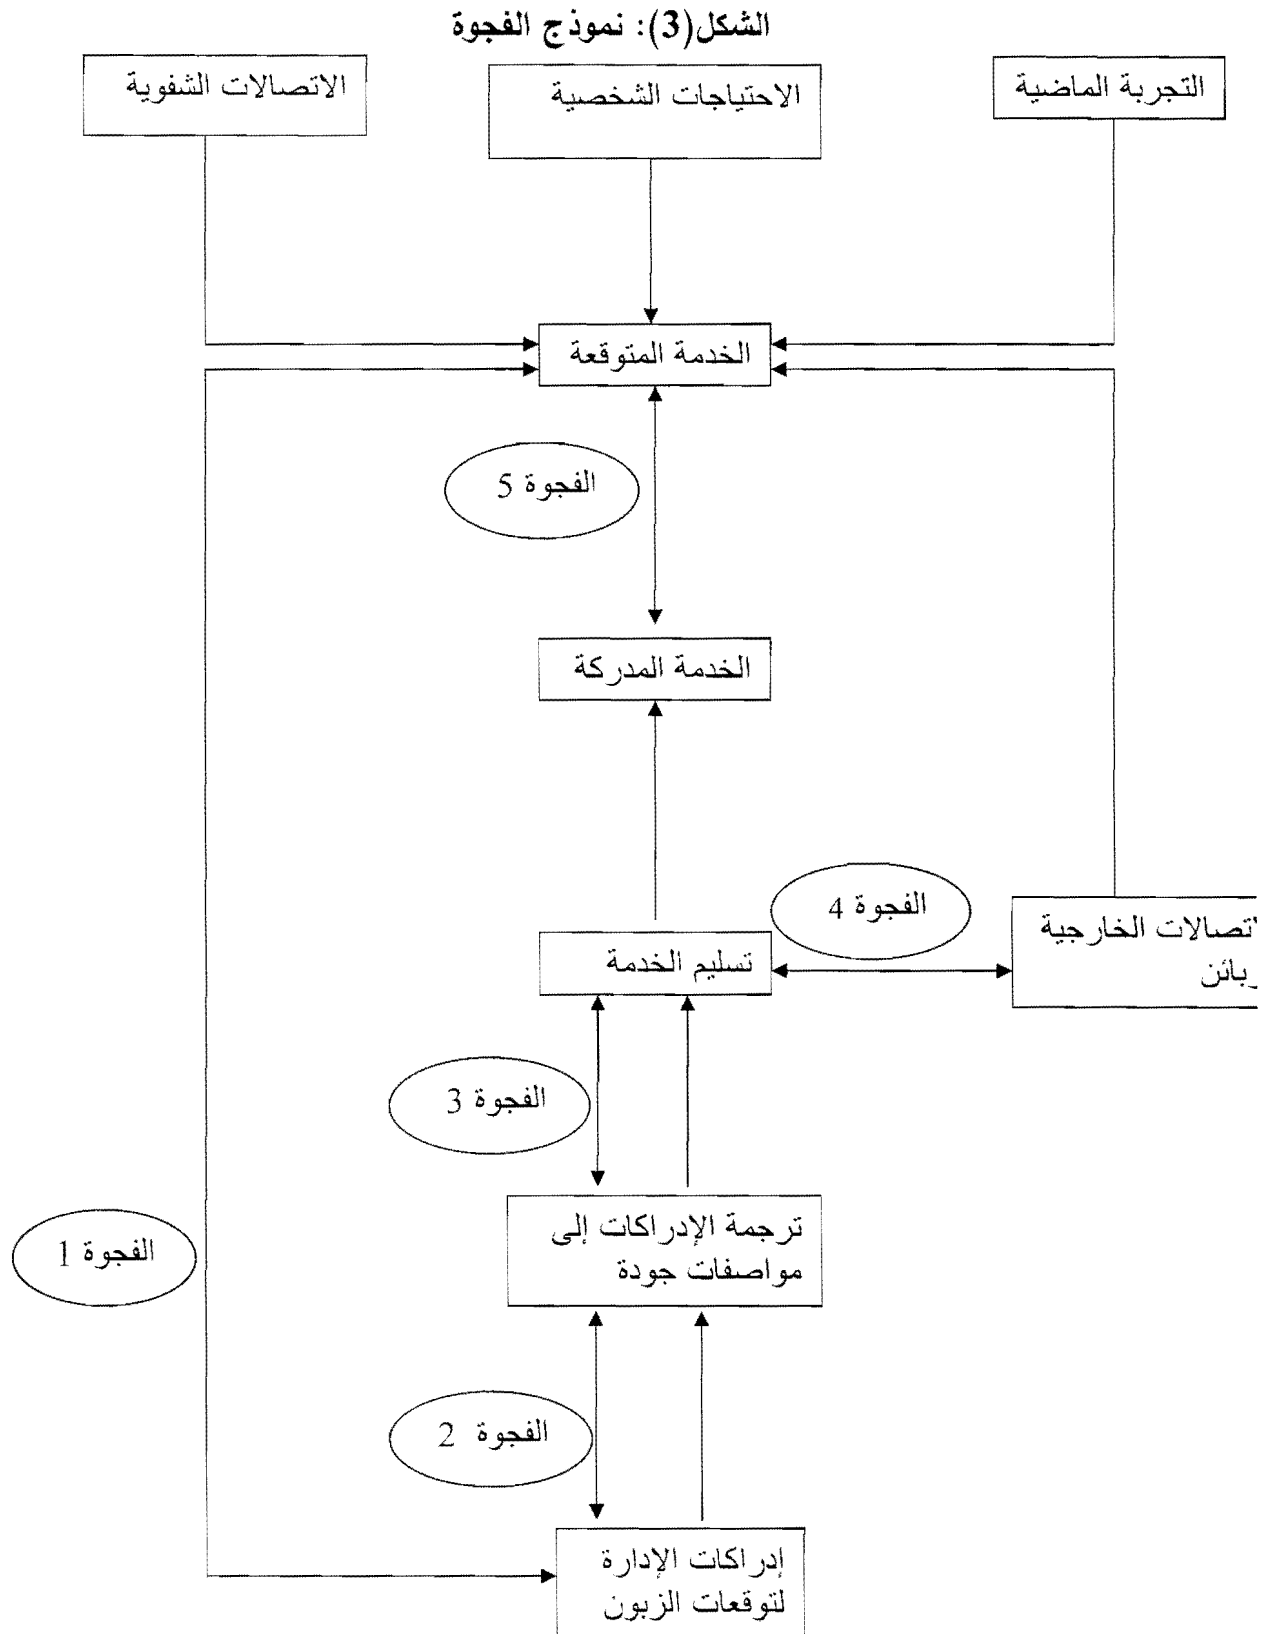 الشكل(3): نموذج الفجوة
التجربة الماضية
الاحتياجات الشخصية
الاتصالات الشفوية
الخدمة المتوقعة
الفجوة 5
الخدمة المدركة
الفجوة 4
الخارجية
تسليم الخدمة
الفجوة 3
ترجمة الإدراكات إلى
مواصفات جودة
الفجوة 1
الفجوة 2
إدراكات الإدارة
لتوقعات الزبون